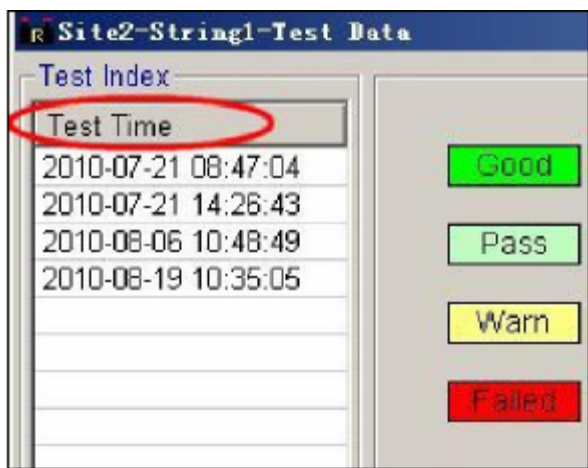 R Site2-String1-Test Data
Test Index
Test Time
2010-07-21 08:47:04
2010-07-21 14:26:43
2010-08-06 10:48:49
2010-08-19 10:35:05
Good
Pass
Warn
Failed